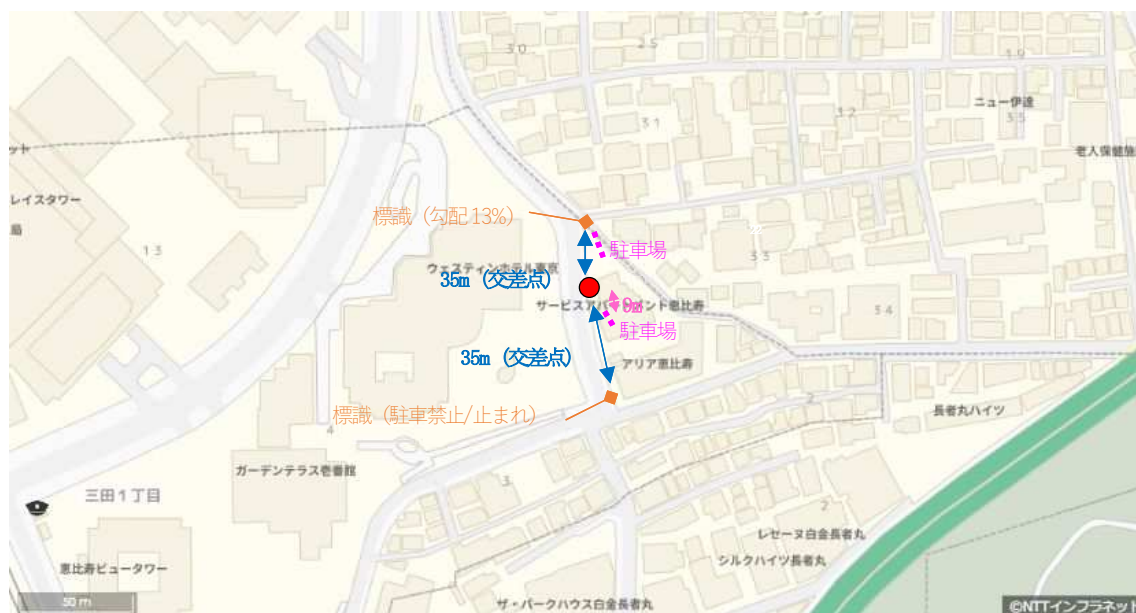 30
25
19
ニュー伊達
32
31
35
老人保健施
ット
レイスタワー
局
標識（勾配13%）
13
駐車場
33
ウェスティンホテル東京
35m（交差点）
9m
サービスアパートメント恵比寿
34
駐車場
35m（交差点）
アリア恵比寿
2
標識（駐車禁止/止まれ）
長者丸ハイツ
4
ガーデンテラス壱番館
3
三田1丁目
2
レセーヌ白金長者丸
シルクハイツ長者丸
恵比寿ビュータワー
50 m
ザ・パークハウス白金長者丸
©NTTインフラネット